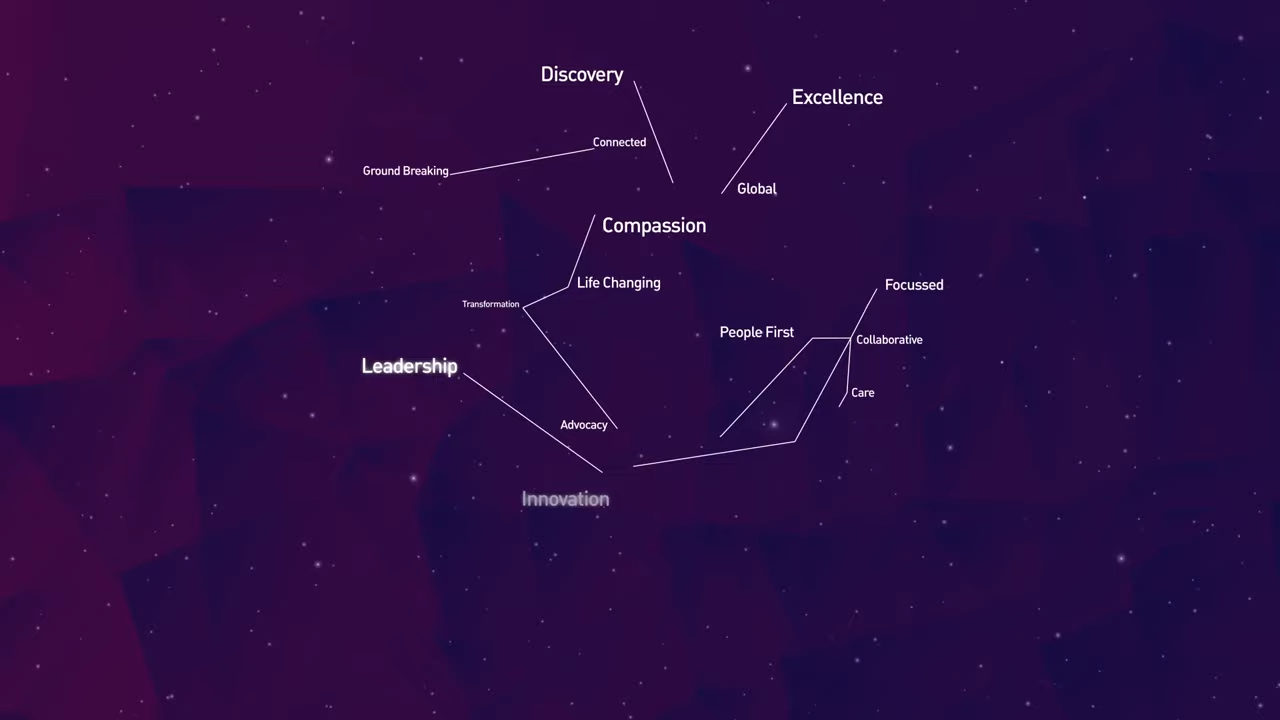 Discovery
Excellence
Connected
Ground Breaking
Global
Compassion
Life Changing
Focussed
Transformation
People First
Collaborative
Leadership
Care
Advocacy
Innovation